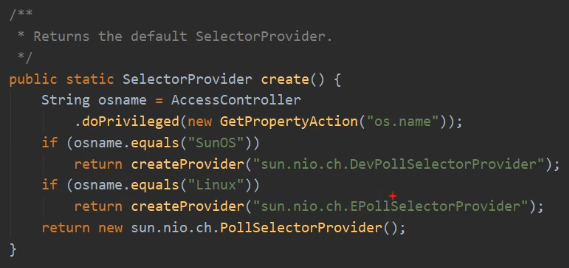 /**
 * Returns the default SelectorProvider.
 */
public static SelectorProvider create() {
    String osname = AccessController
        .doPrivileged(new GetPropertyAction("os.name"));
    if (osname.equals("SunOS"))
        return createProvider("sun.nio.ch.DevPollSelectorProvider");
    if (osname.equals("Linux"))
        return createProvider("sun.nio.ch.EPollSelectorProvider");
    return new sun.nio.ch.PollSelectorProvider();
}